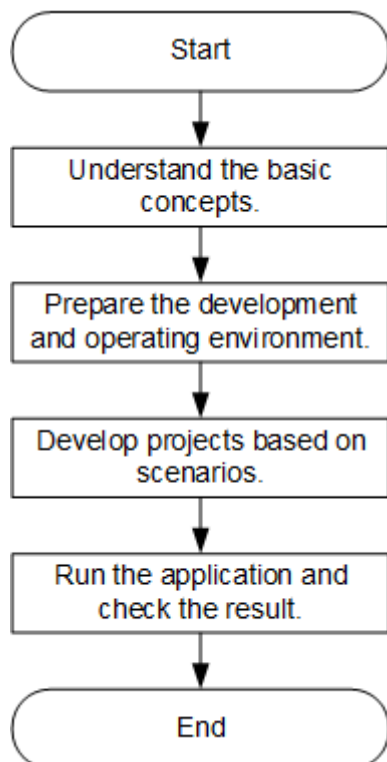 Start
Understand the basic
concepts.
Prepare the development
and operating environment.
Develop projects based on
scenarios.
Run the application and
check the result.
End